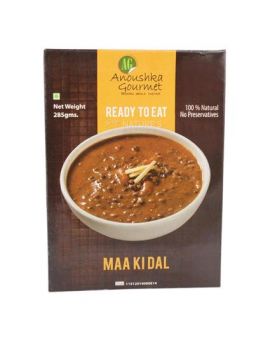 AG
Anoushka
Gourmet
Net Weight
285gms.
READY TO EAT
100 % Natural
No Preservatives
MAA KI DAL